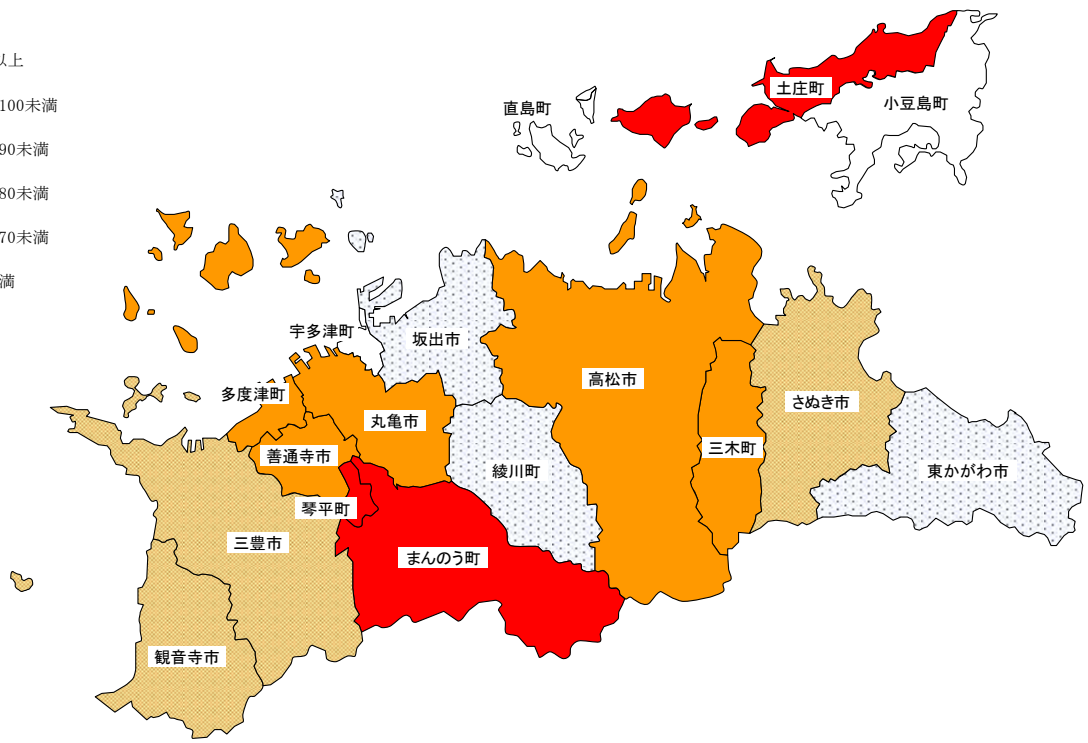 以上
100未満
90未満
80未満
70未満
満
土庄町
小豆島町
直島町
宇多津町
坂出市
高松市
多度津町
丸亀市
さぬき市
善通寺市
三木町
綾川町
東かがわ市
琴平町
三豊市
まんのう町
観音寺市